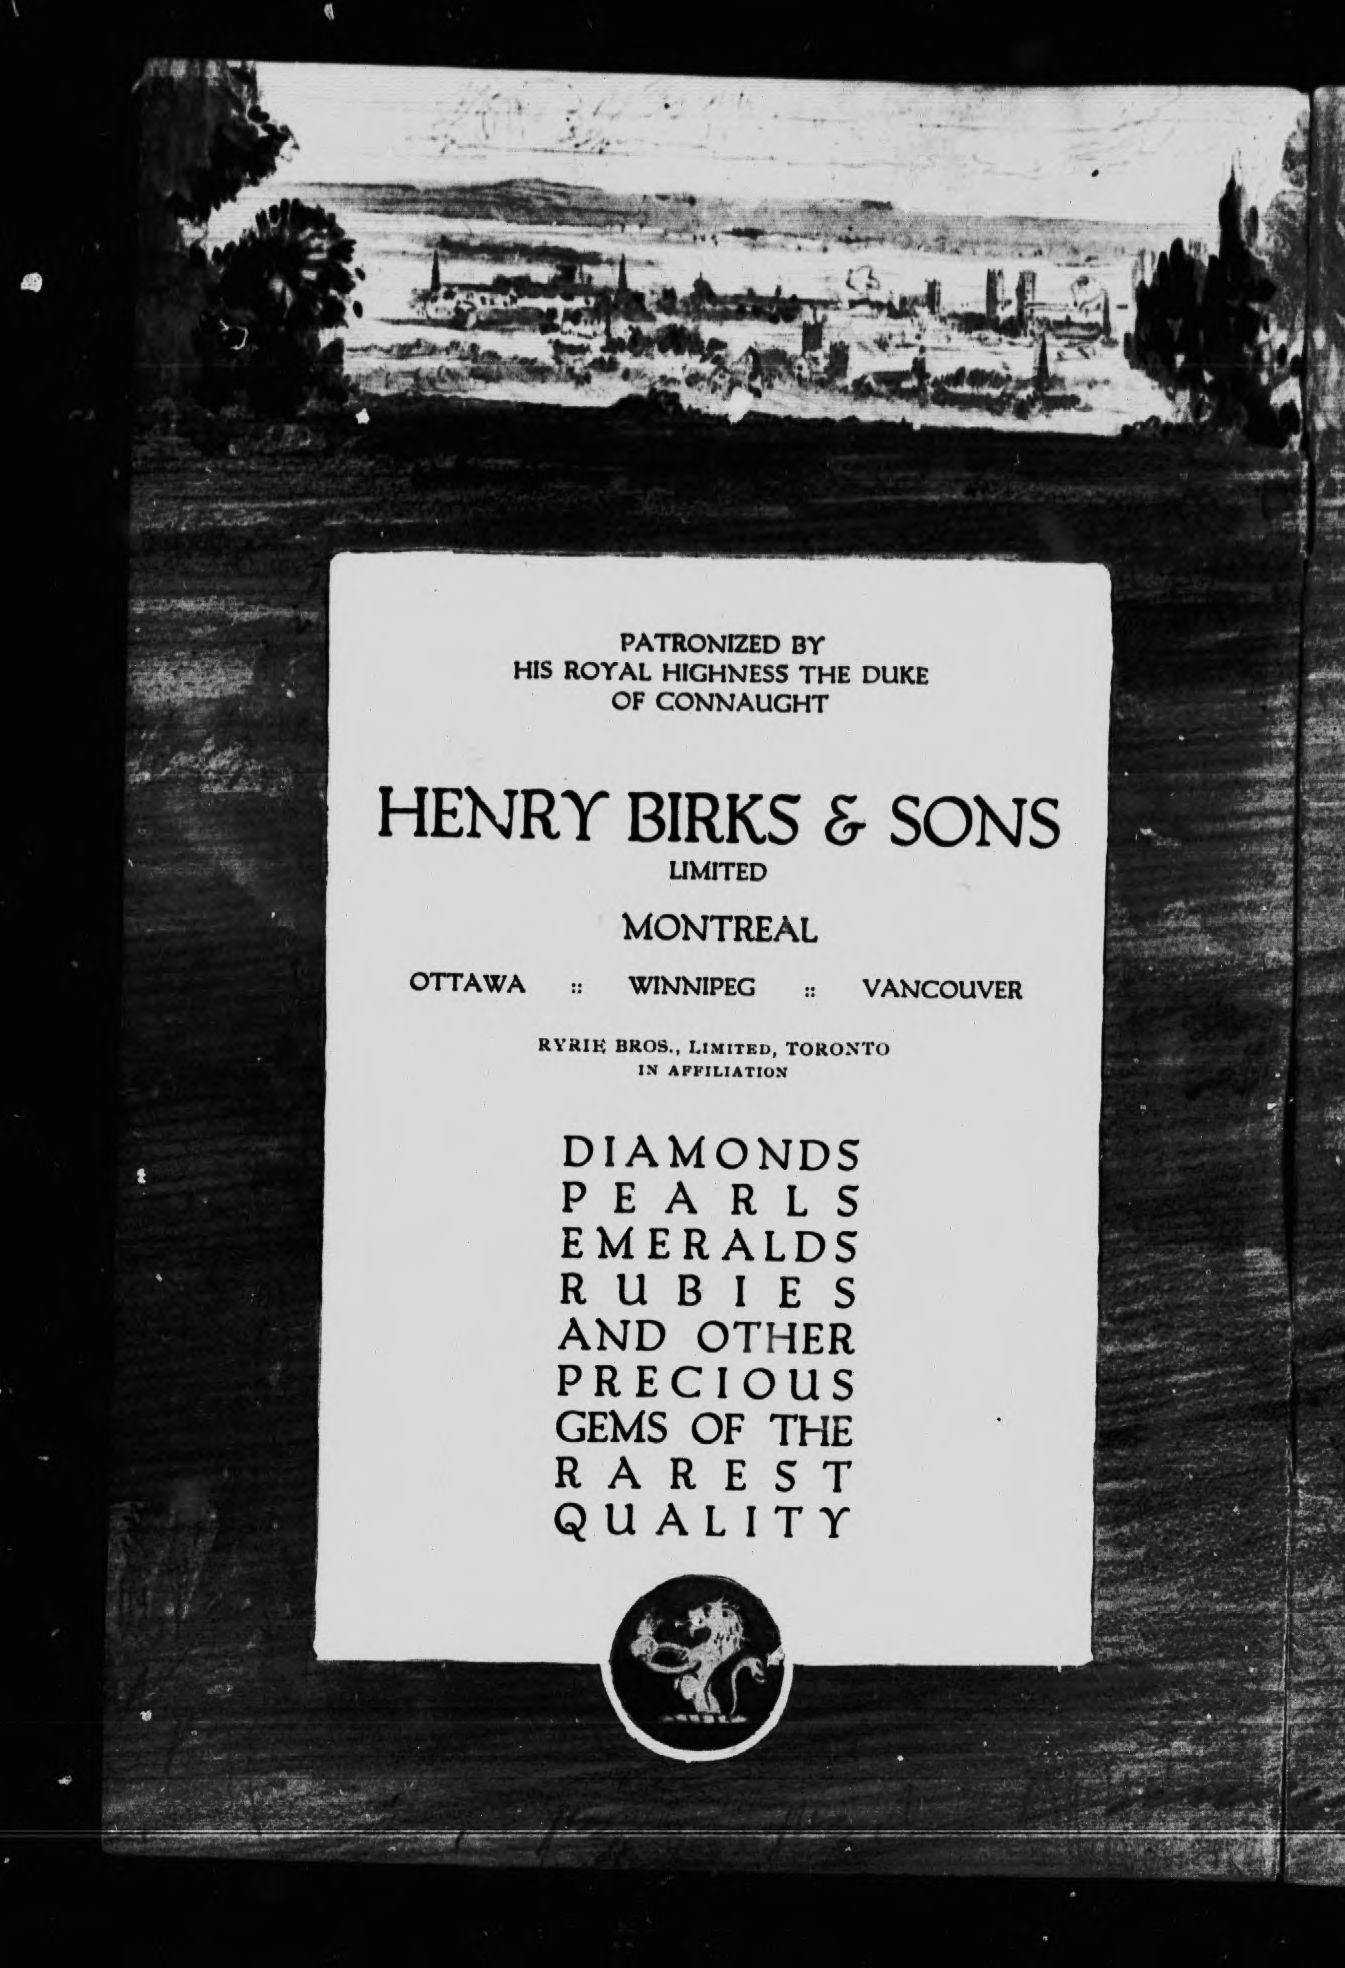 PATRONIZED BY
HIS ROYAL HIGHNESS THE DUKE
OF CONNAUGHT
HENRY BIRKS & SONS
LIMITED
MONTREAL
OTTAWA :: WINNIPEG :: VANCOUVER
RYRIE BROS., LIMITED, TORONTO
IN AFFILIATION
DIAMONDS
PEARLS
EMERALDS
RUBIES
AND OTHER
PRECIOUS
GEMS OF THE
RAREST
QUALITY